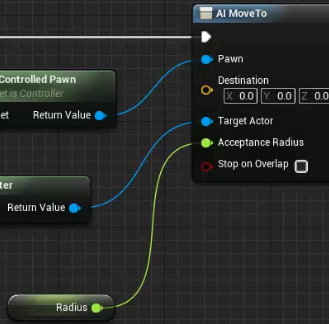 AI MoveTo
Pawn
Controlled Pawn
et is Controller
Destination
X 0.0 Y 0.0 Z 0.0
et Return Value
Target Actor
Acceptance Radius
Stop on Overlap
ter
Return Value
Radius